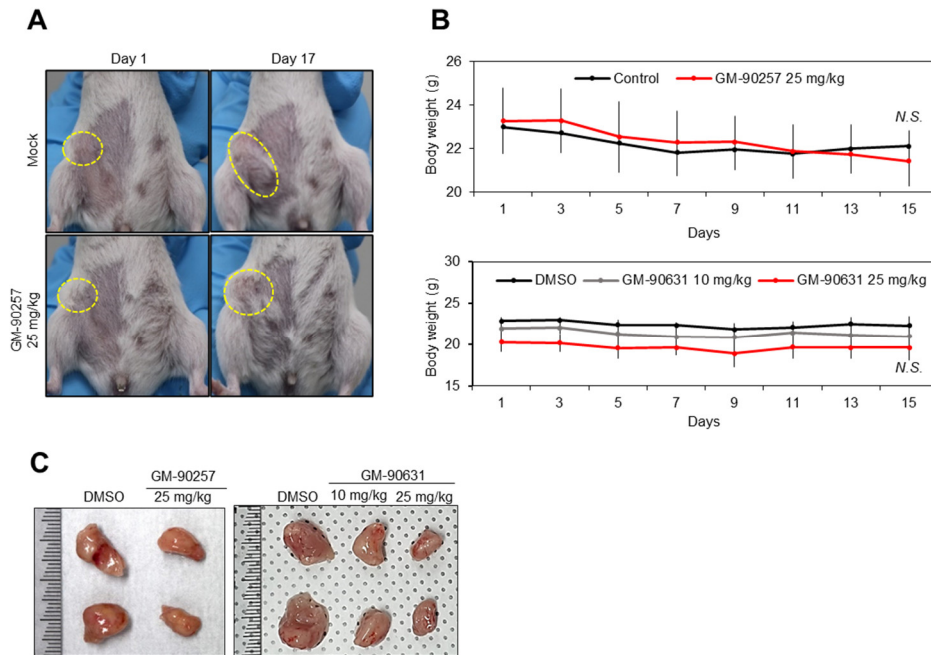 A
Day 1
Day 17
Mock
GM-90257
25 mg/kg
B
26
24
22
20
Body weight (g)
Control
GM-90257 25 mg/kg
N.S.
1 3 5 7 9 11 13 15
Days
30
25
20
15
Body weight (g)
DMSO
GM-90631 10 mg/kg
GM-90631 25 mg/kg
N.S.
1 3 5 7 9 11 13 15
Days
C
GM-90257
DMSO
25 mg/kg
GM-90631
DMSO
10 mg/kg
25 mg/kg